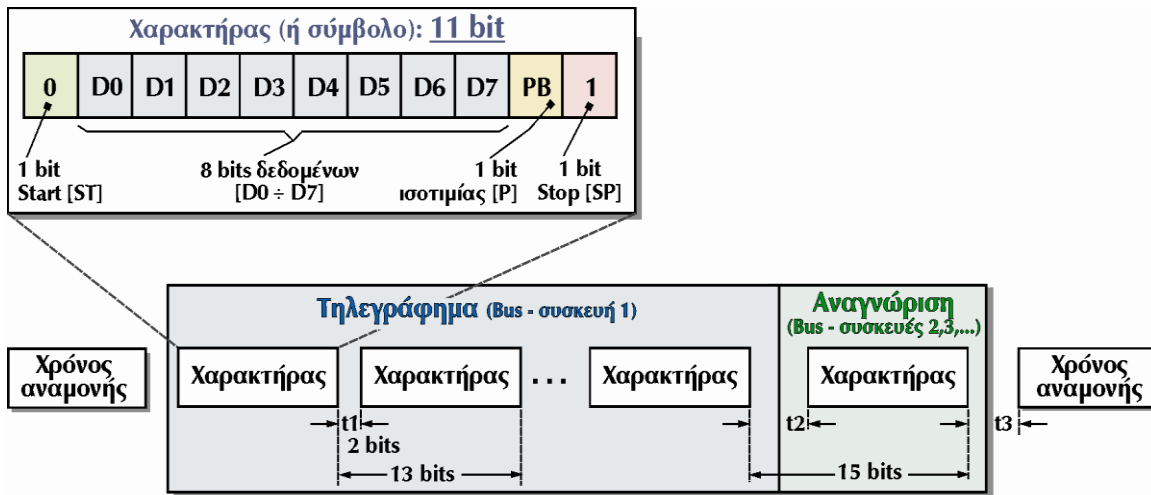 Χαρακτήρας (ή σύμβολο): 11 bit
0 D0 D1 D2 D3 D4 D5 D6 D7 PB 1
1 bit
Start [ST]
8 bits δεδομένων
[D0 ÷ D7]
1 bit
ισοτιμίας [P]
1 bit
Stop [SP]
Τηλεγράφημα (Bus - συσκευή 1)
Αναγνώριση
(Bus - συσκευές 2,3,...)
Χρόνος
αναμονής
Χαρακτήρας
Χαρακτήρας
...
Χαρακτήρας
Χαρακτήρας
Χρόνος
αναμονής
t1
2 bits
t2
t3
13 bits
15 bits